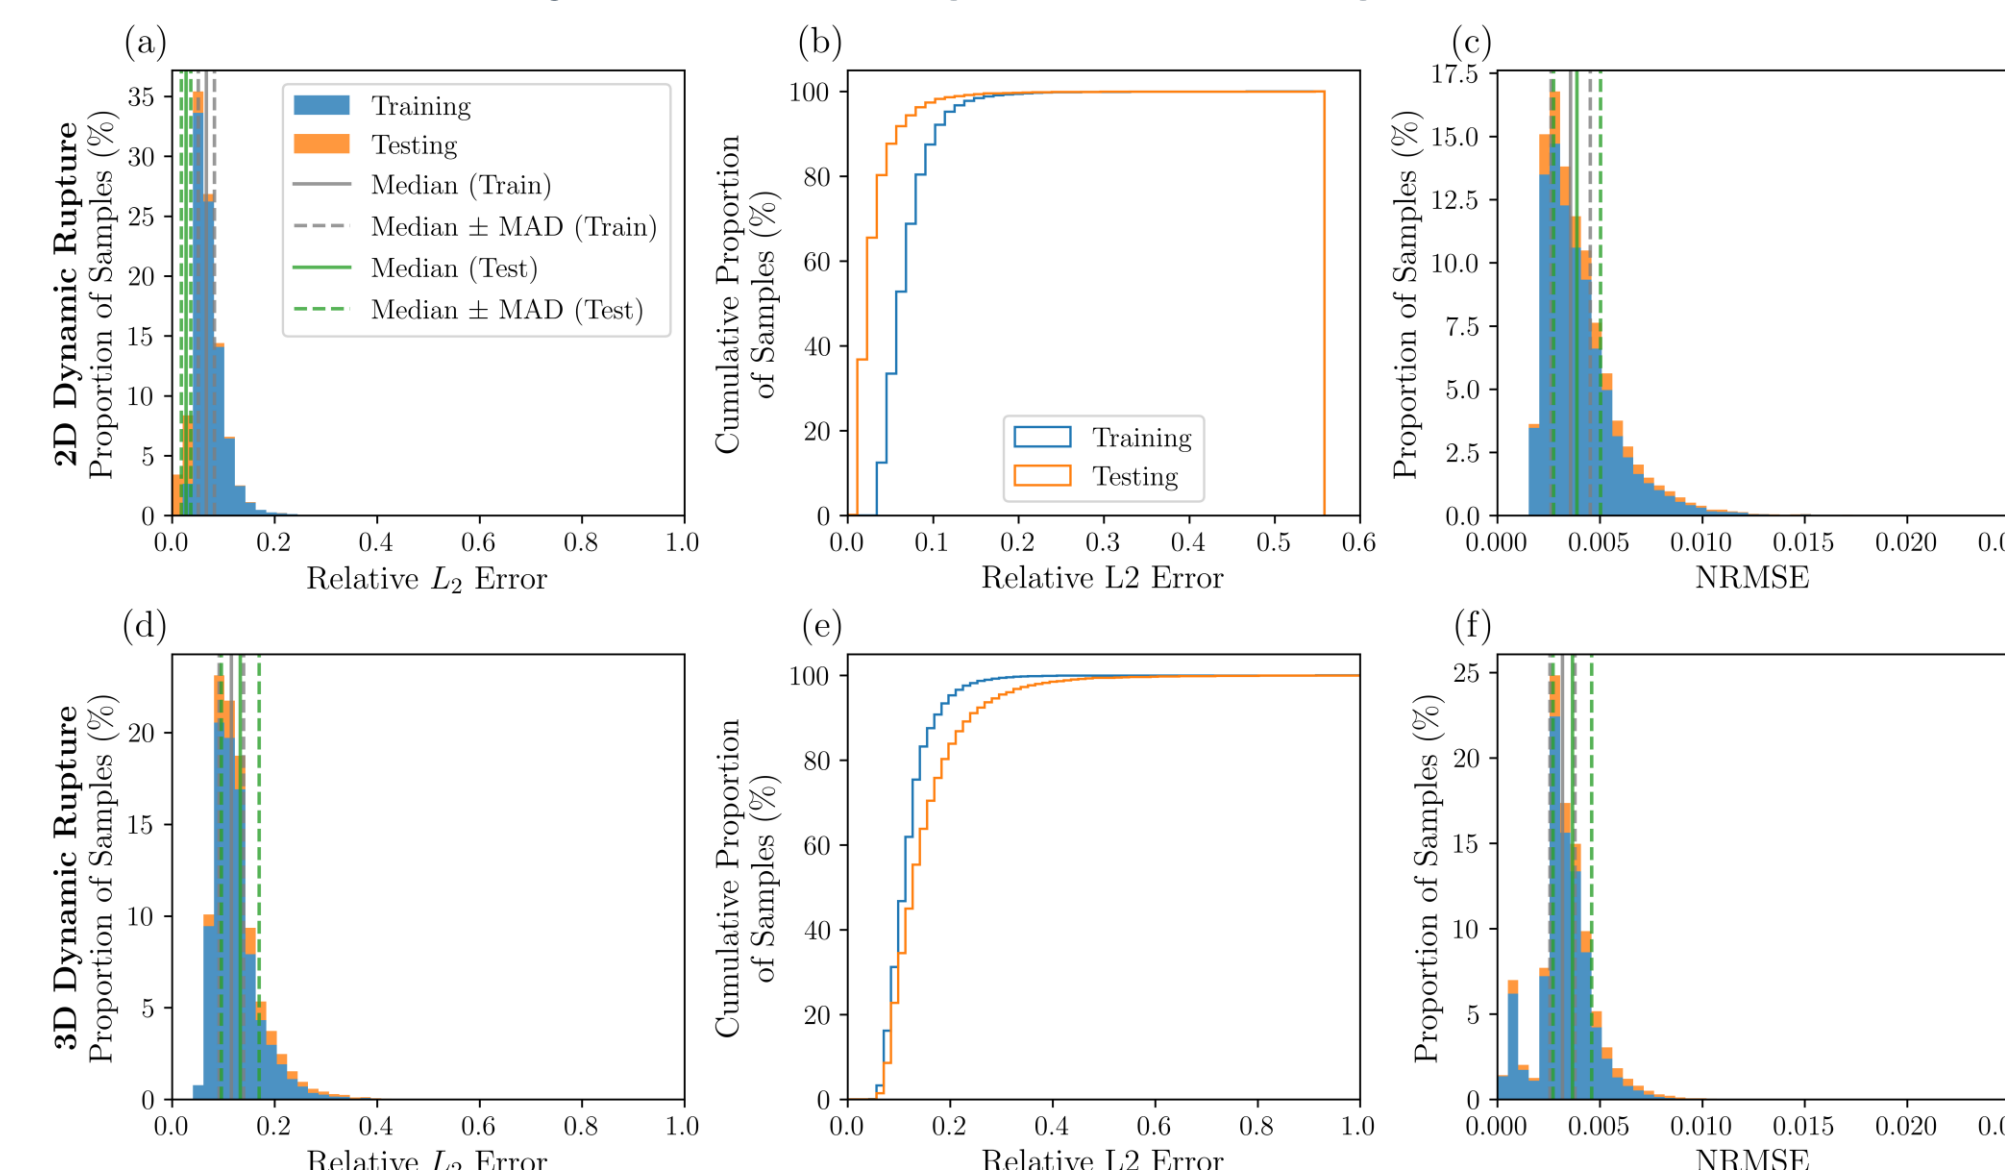 (a)
2D Dynamic Rupture
Proportion of Samples (%)
35
30
25
20
15
10
5
0
Training
Testing
Median (Train)
Median ± MAD (Train)
Median (Test)
Median ± MAD (Test)
0.0 0.2 0.4 0.6 0.8 1.0
Relative L₂ Error
(b)
Cumulative Proportion
of Samples (%)
100
80
60
40
20
0
Training
Testing
0.0 0.1 0.2 0.3 0.4 0.5 0.6
Relative L2 Error
(c)
Proportion of Samples (%)
17.5
15.0
12.5
10.0
7.5
5.0
2.5
0.0
0.000 0.005 0.010 0.015 0.020
NRMSE
(d)
3D Dynamic Rupture
Proportion of Samples (%)
20
15
10
5
0
0.0 0.2 0.4 0.6 0.8 1.0
Relative L₂ Error
(e)
Cumulative Proportion
of Samples (%)
100
80
60
40
20
0
0.0 0.2 0.4 0.6 0.8 1.0
Relative L2 Error
(f)
Proportion of Samples (%)
25
20
15
10
5
0
0.000 0.005 0.010 0.015 0.020
NRMSE